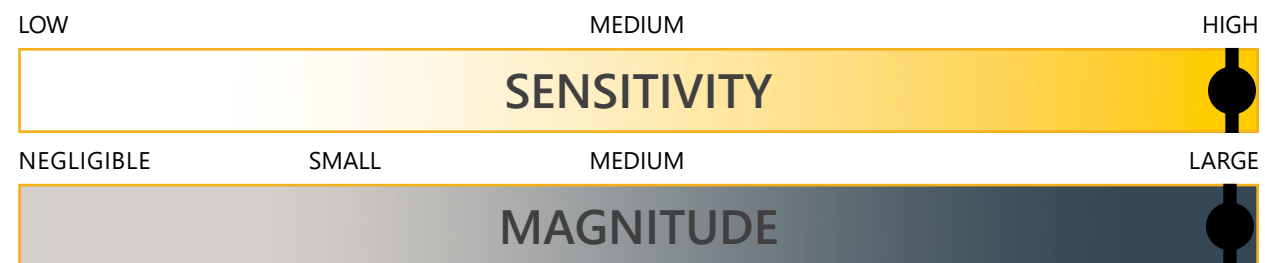 LOW MEDIUM HIGH
SENSITIVITY
NEGLIGIBLE SMALL MEDIUM LARGE
MAGNITUDE